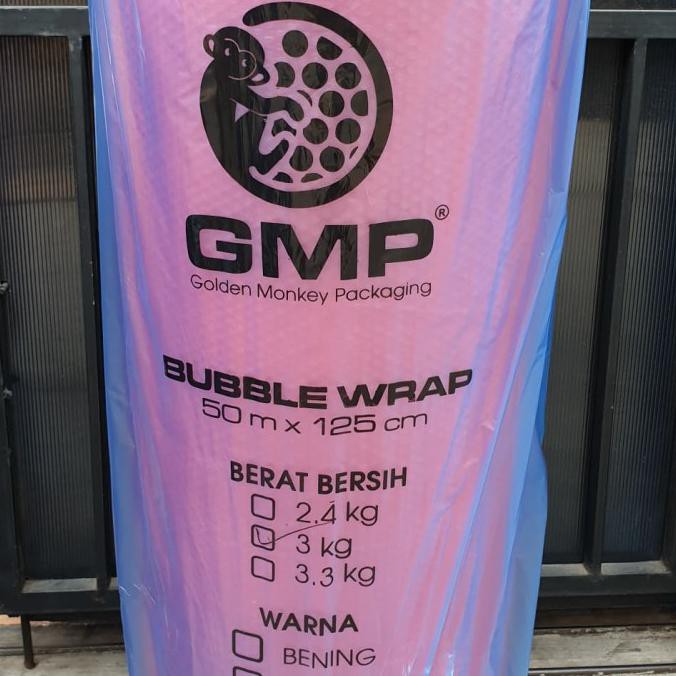 GMP®
Golden Monkey Packaging
BUBBLE WRAP
50 m x 125 cm
BERAT BERSIH
2.4 kg
3 kg
3.3 kg
WARNA
BENING